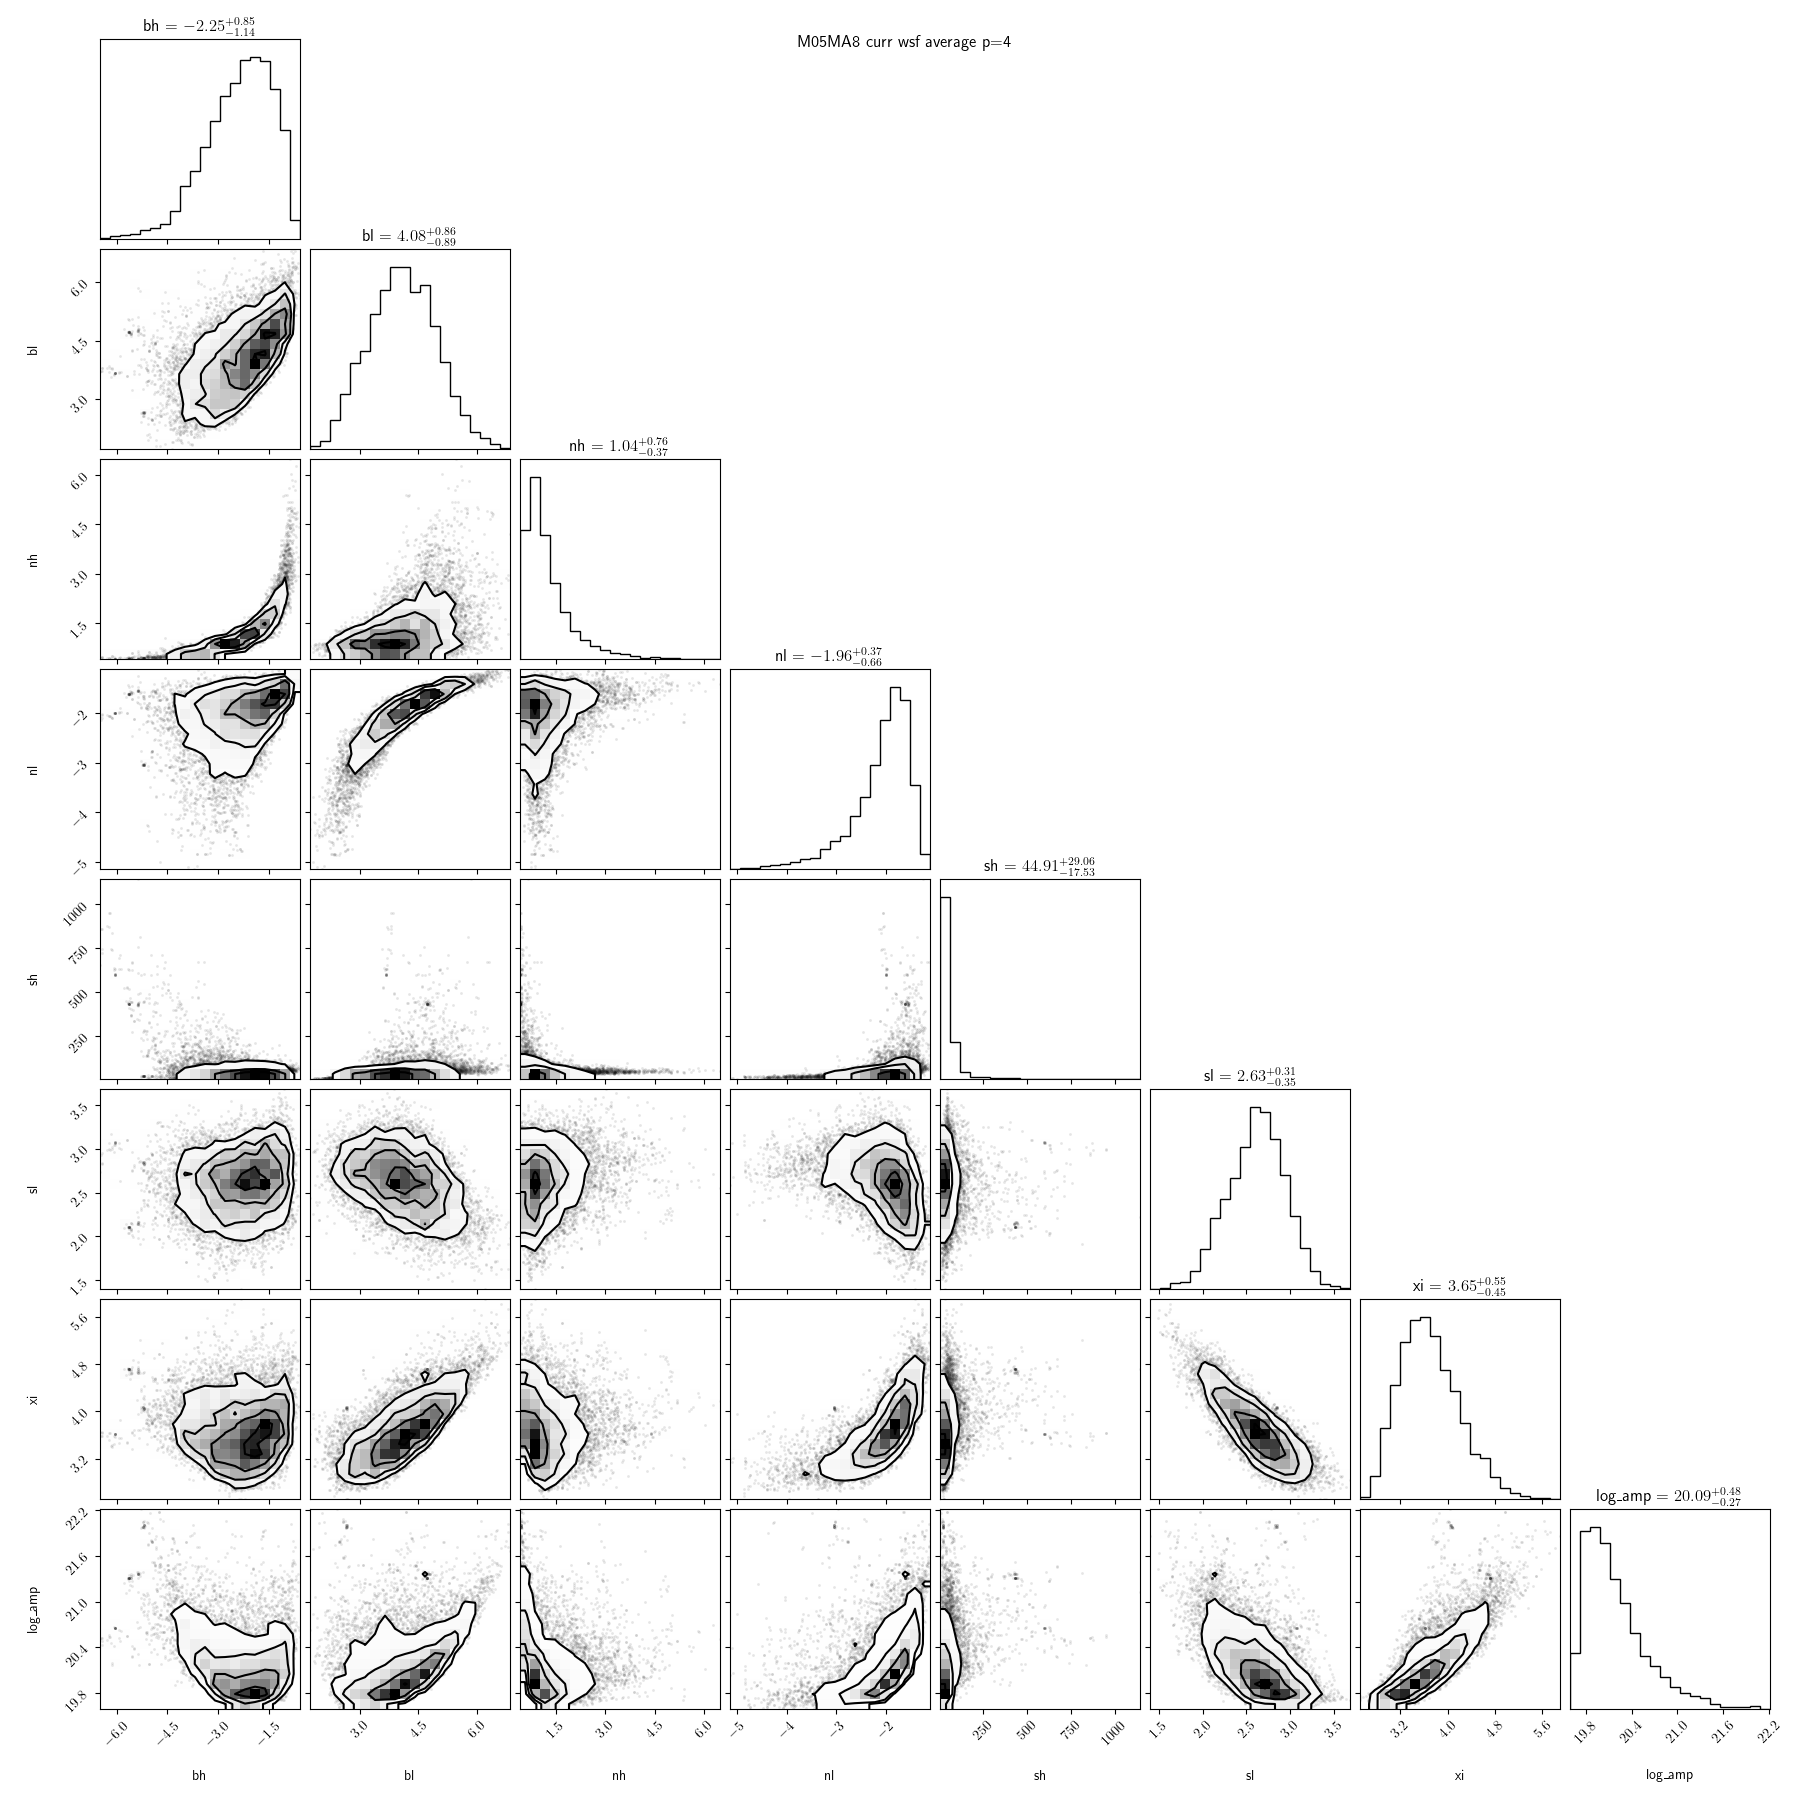 M05MA8 curr wsf average p=4
bh = −2.25 +0.85 −1.14
bl = 4.08 +0.86 −0.89
6.0
4.5
3.0
bl
nh = 1.04 +0.76 −0.37
6.0
4.5
3.0
1.5
nh
nl = −1.96 +0.37 −0.66
−2
−3
−4
−5
nl
sh = 44.91 +29.06 −17.53
1000
750
500
250
sh
sl = 2.63 +0.31 −0.35
3.5
3.0
2.5
2.0
1.5
sl
xi = 3.65 +0.55 −0.45
5.6
4.8
4.0
3.2
xi
log_amp = 20.09 +0.48 −0.27
22.2
21.6
21.0
20.4
19.8
log_amp
−6.0 −4.5 −3.0 −1.5 3.0 4.5 6.0 1.5 3.0 4.5 6.0 −5 −4 −3 −2 250 500 750 1000 1.5 2.0 2.5 3.0 3.5 3.2 4.0 4.8 5.6 19.8 20.4 21.0 21.6 22.2
bh bl nh nl sh sl xi log_amp